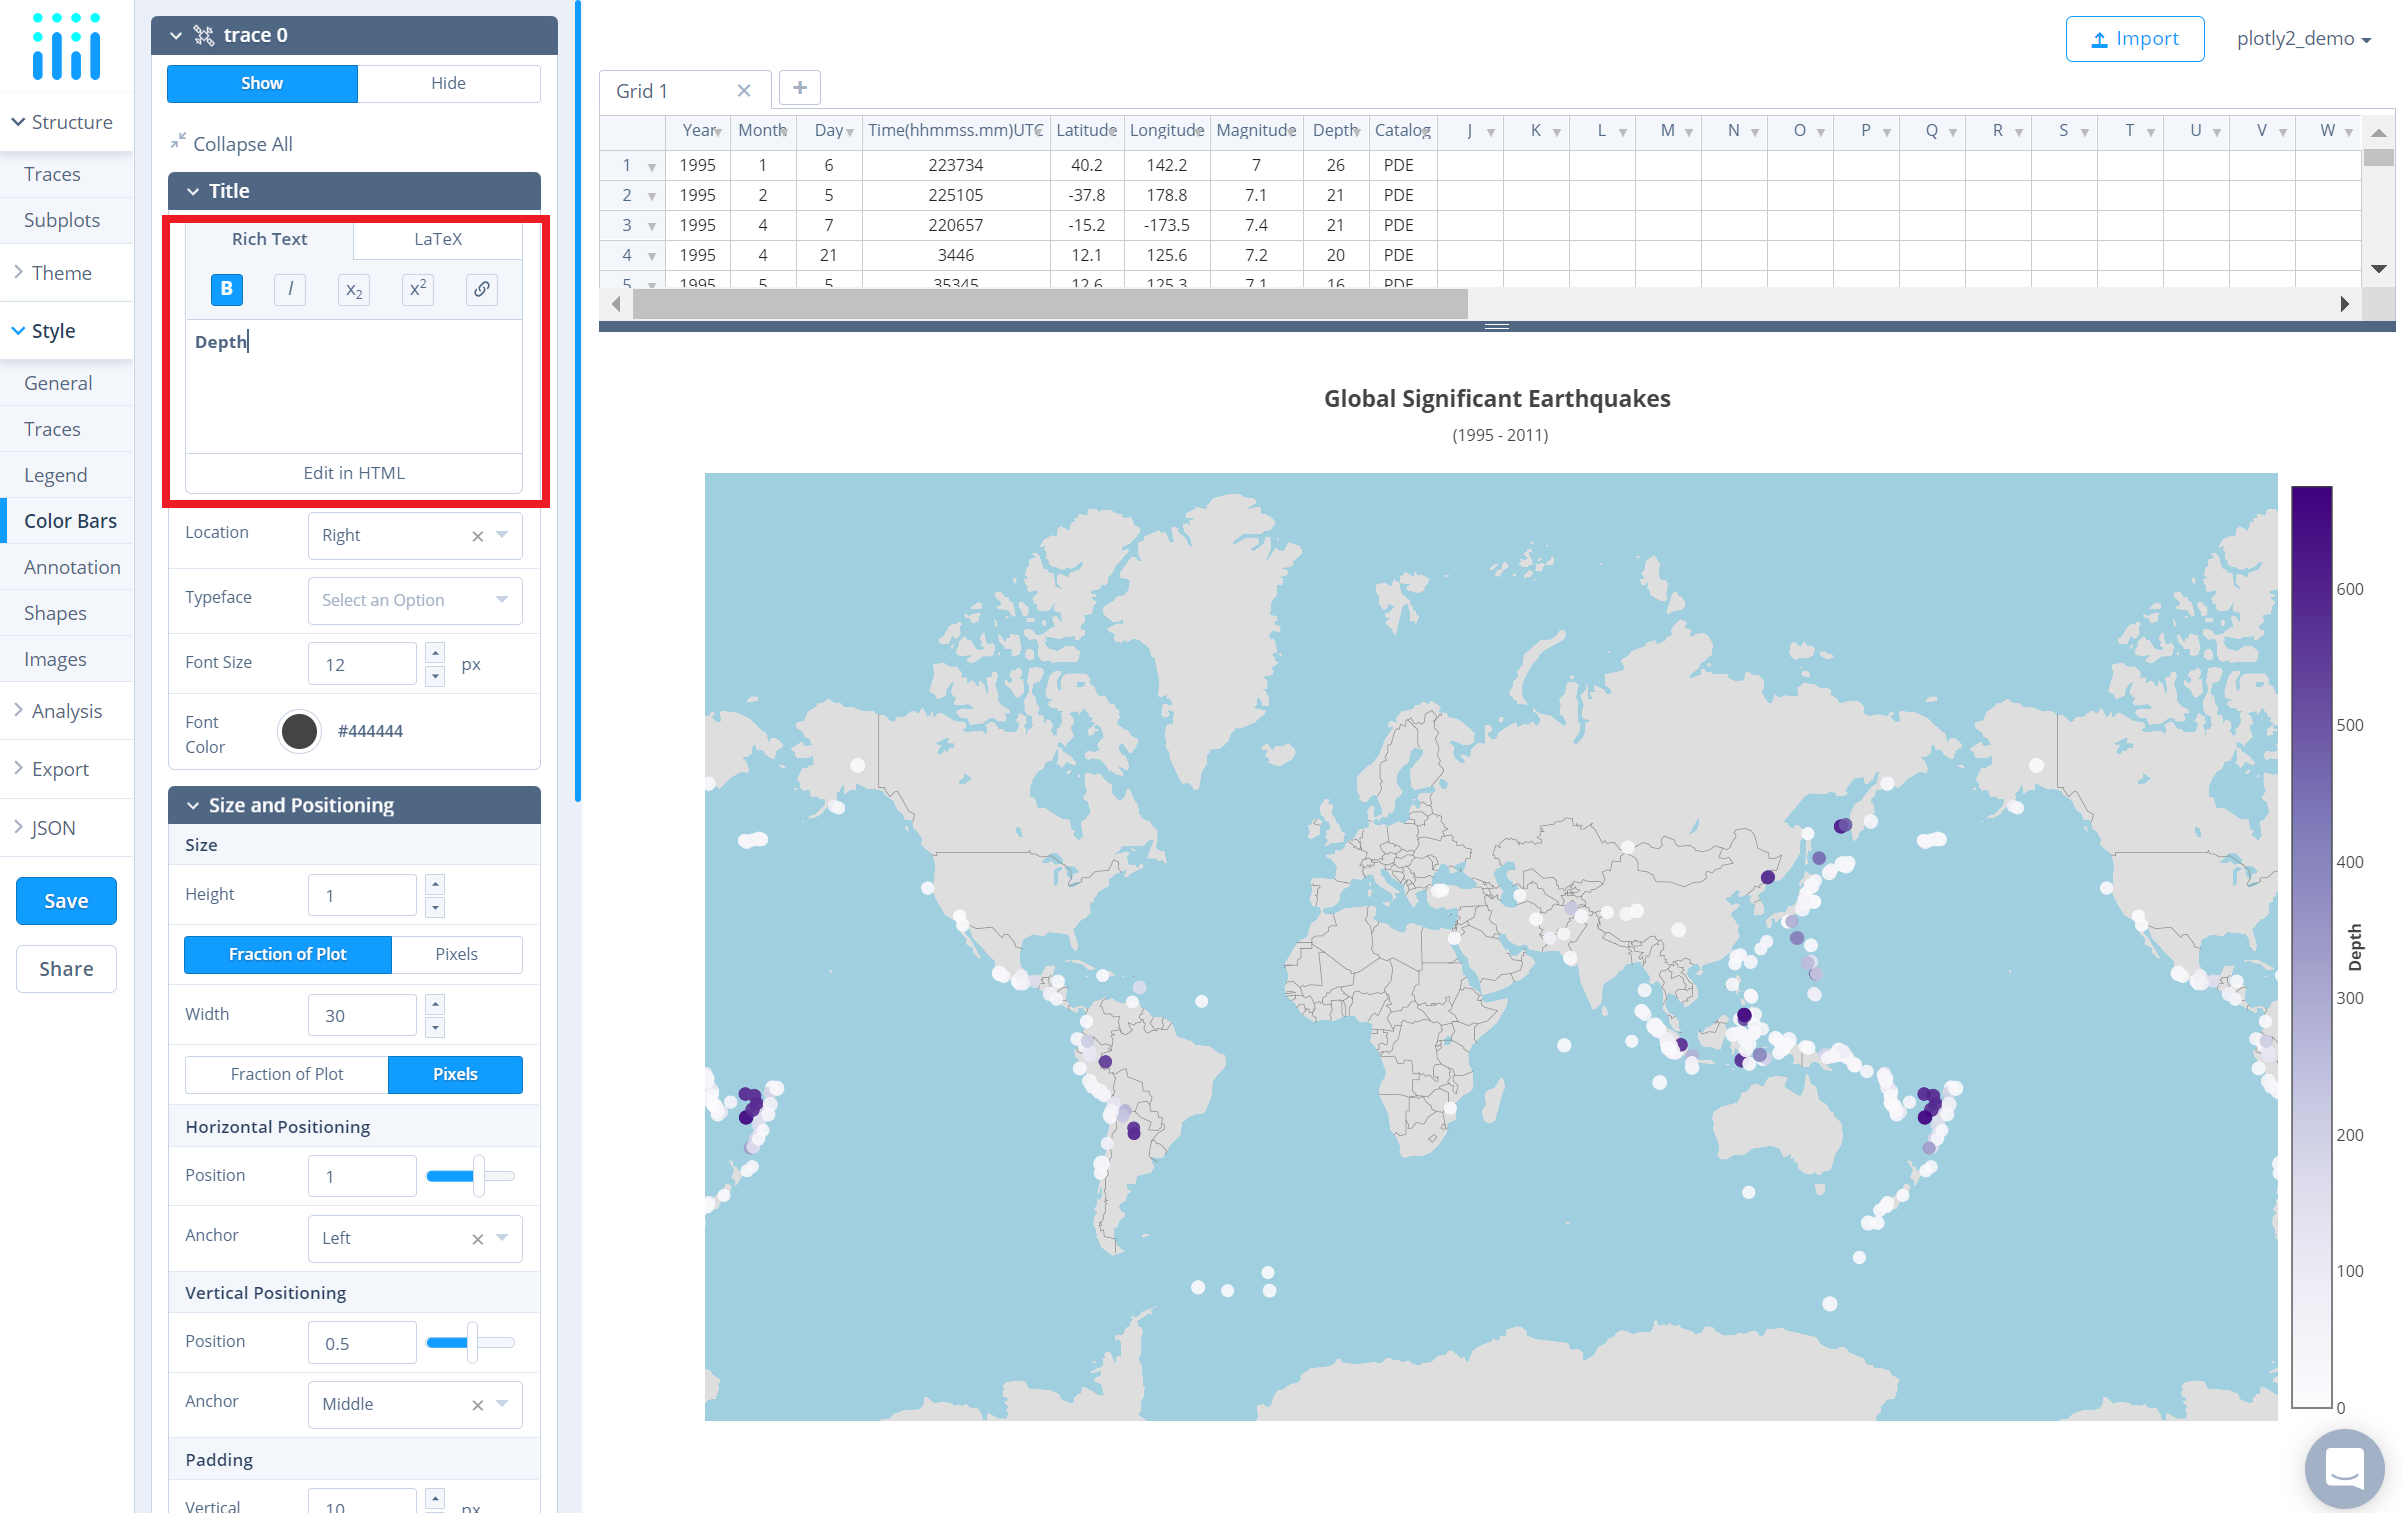 Structure
Traces
Subplots
Theme
Style
General
Traces
Legend
Color Bars
Annotation
Shapes
Images
Analysis
Export
JSON
Save
Share
trace 0
Show Hide
Collapse All
Title
Rich Text LaTeX
B I x2 x2
Depth
Edit in HTML
Location Right
Typeface Select an Option
Font Size 12 px
Font Color #444444
Size and Positioning
Size
Height 1
Fraction of Plot Pixels
Width 30
Fraction of Plot Pixels
Horizontal Positioning
Position 1
Anchor Left
Vertical Positioning
Position 0.5
Anchor Middle
Padding
Vertical 10 px
Import plotly2_demo
Grid 1
Year Month Day Time(hhmmss.mm)UTC Latitude Longitude Magnitude Depth Catalog J K L M N O P Q R S T U V W
1 1995 1 6 223734 40.2 142.2 7 26 PDE
2 1995 2 5 225105 -37.8 178.8 7.1 21 PDE
3 1995 4 7 220657 -15.2 -173.5 7.4 21 PDE
4 1995 4 21 3446 12.1 125.6 7.2 20 PDE
5 1995 5 5 35345 12.6 125.3 7.1 16 PDE
Global Significant Earthquakes
(1995 - 2011)
600
500
400
300
200
100
0
Depth